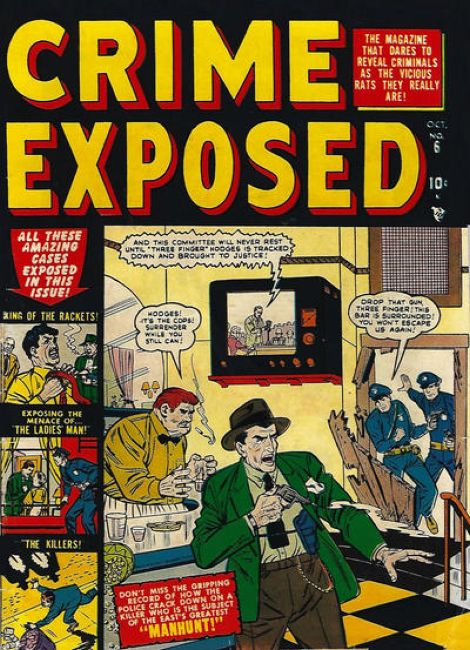 CRIME
EXPOSED
THE MAGAZINE
THAT DARES TO
REVEAL CRIMINALS
AS THE VICIOUS
RATS THEY REALLY
ARE!
OCT.
NO.
6
10¢
ALL THESE
AMAZING
CASES
EXPOSED
IN THIS
ISSUE!
KING OF THE RACKETS!
EXPOSING THE
MENACE OF...
"THE LADIES' MAN!"
"THE KILLERS!
AND THIS COMMITTEE WILL NEVER REST
UNTIL "THREE FINGER" HODGES IS TRACKED
DOWN AND BROUGHT TO JUSTICE!
HODGES!
IT'S THE COPS!
SURRENDER
WHILE YOU
STILL CAN!
DROP THAT GUN,
THREE FINGER! THIS
BAR IS SURROUNDED!
YOU WON'T ESCAPE
US AGAIN!
DON'T MISS THE GRIPPING
RECORD OF HOW THE
POLICE CRACK DOWN ON A
KILLER WHO IS THE SUBJECT
OF THE EAST'S GREATEST
"MANHUNT!"